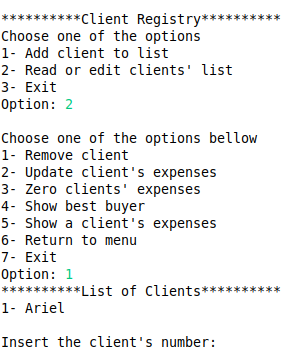 **********Client Registry**********
Choose one of the options
1- Add client to list
2- Read or edit clients' list
3- Exit
Option: 2
Choose one of the options bellow
1- Remove client
2- Update client's expenses
3- Zero clients' expenses
4- Show best buyer
5- Show a client's expenses
6- Return to menu
7- Exit
Option: 1
**********List of Clients**********
1- Ariel
Insert the client's number: